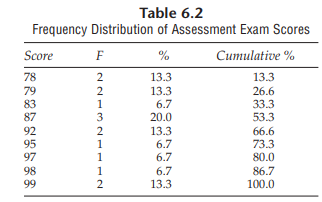 Table 6.2
Frequency Distribution of Assessment Exam Scores
Score F % Cumulative %
78 2 13.3 13.3
79 2 13.3 26.6
83 1 6.7 33.3
87 3 20.0 53.3
92 2 13.3 66.6
95 1 6.7 73.3
97 1 6.7 80.0
98 1 6.7 86.7
99 2 13.3 100.0